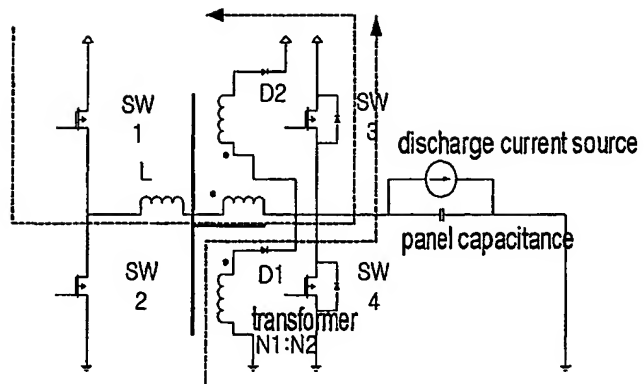 D2
SW
1
SW
3
discharge current source
L
panel capacitance
SW
2
D1
SW
4
transformer
N1:N2